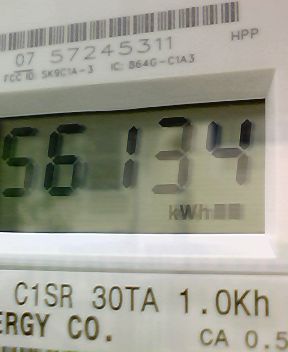 07 57245311
HPP
FCC ID: SK9C1A-3 IC: 864G-C1A3
56134
kWh
C1SR 30TA 1.0Kh
ERGY CO.
CA 0.5